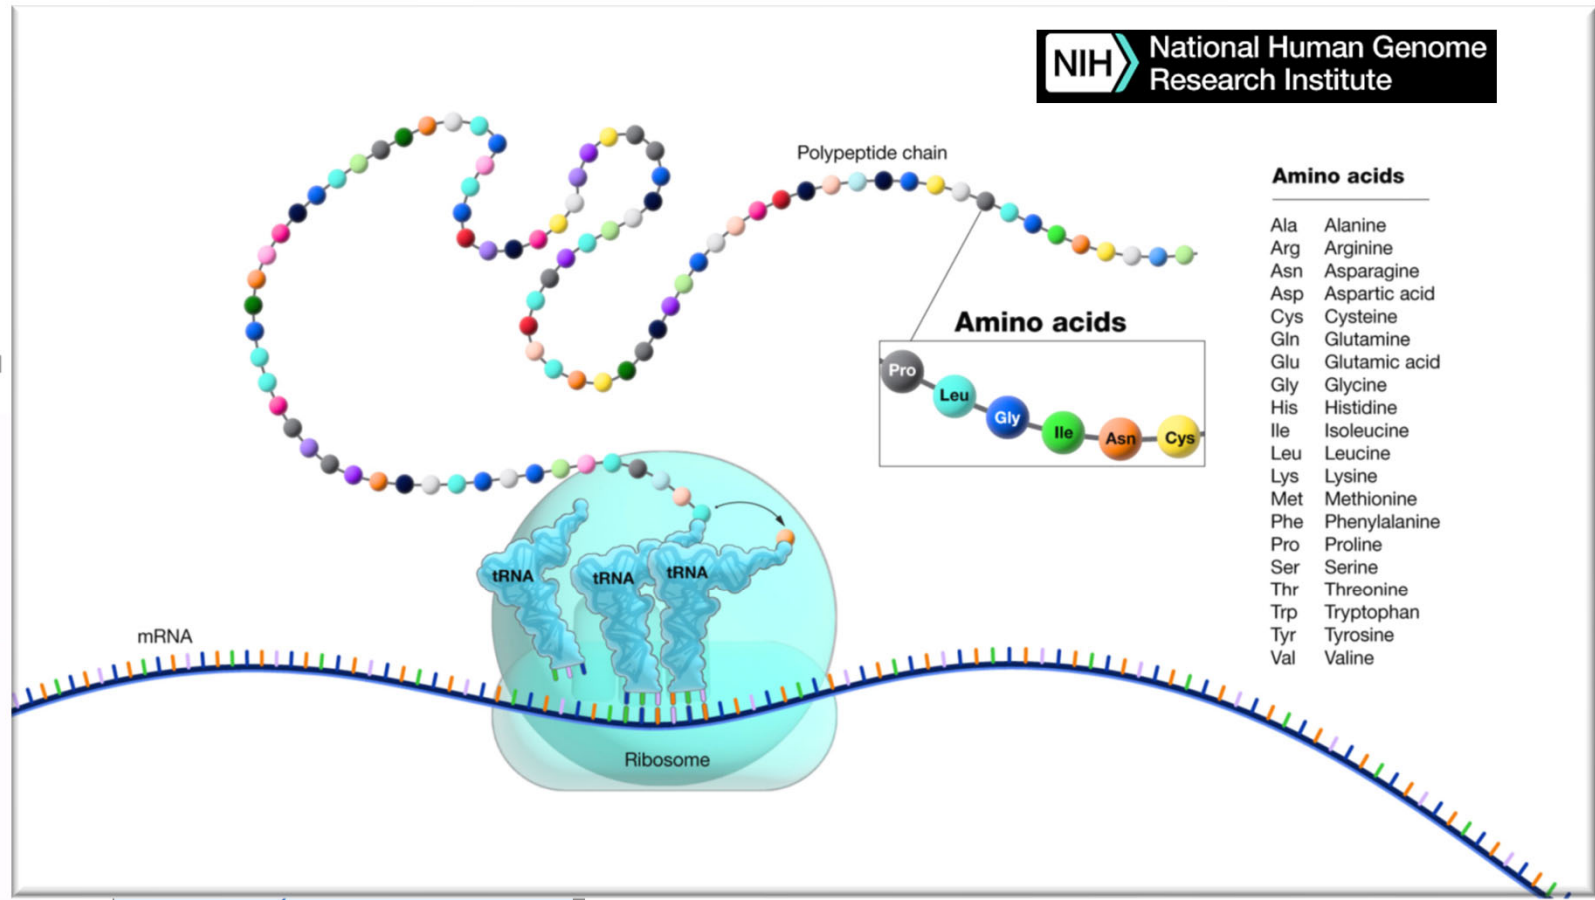 NIH National Human Genome
Research Institute
Polypeptide chain
Amino acids
Ala Alanine
Arg Arginine
Asn Asparagine
Asp Aspartic acid
Cys Cysteine
Gln Glutamine
Glu Glutamic acid
Gly Glycine
His Histidine
Ile Isoleucine
Leu Leucine
Lys Lysine
Met Methionine
Phe Phenylalanine
Pro Proline
Ser Serine
Thr Threonine
Trp Tryptophan
Tyr Tyrosine
Val Valine
Amino acids
Pro
Leu
Gly
Ile
Asn
Cys
tRNA
tRNA
tRNA
mRNA
Ribosome